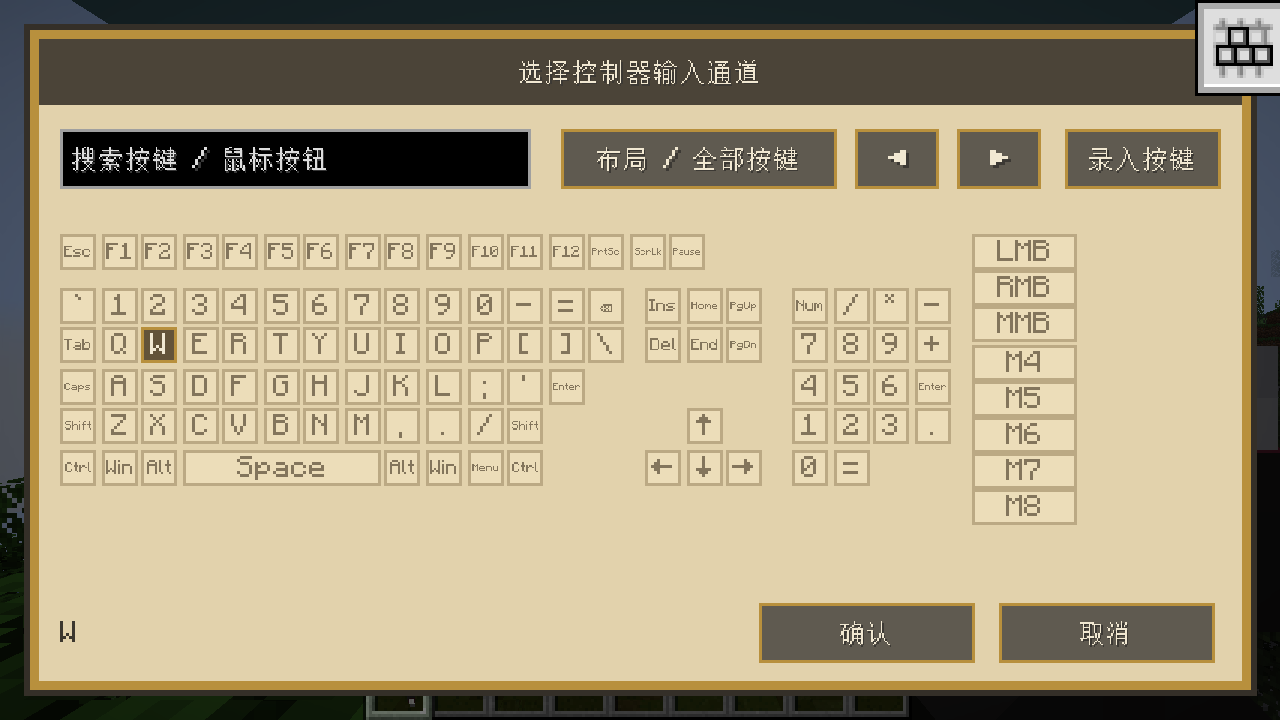 选择控制器输入通道
搜索按键 / 鼠标按钮 布局 / 全部按键 ◀ ▶ 录入按键
Esc F1 F2 F3 F4 F5 F6 F7 F8 F9 F10 F11 F12 PrtSc ScrLk Pause
` 1 2 3 4 5 6 7 8 9 0 - = ⌫ Ins Home PgUp Num / * -
Tab Q W E R T Y U I O P [ ] \ Del End PgDn 7 8 9 +
Caps A S D F G H J K L ; ' Enter 4 5 6 Enter
Shift Z X C V B N M , . / Shift ↑ 1 2 3 .
Ctrl Win Alt Space Alt Win Menu Ctrl ← ↓ → 0 =
LMB
RMB
MMB
M4
M5
M6
M7
M8
W 确认 取消